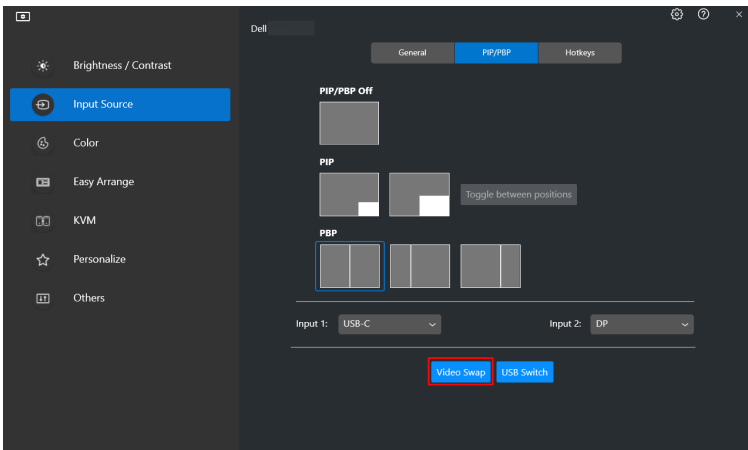 Dell
General
PIP/PBP
Hotkeys
Brightness / Contrast
Input Source
Color
Easy Arrange
KVM
Personalize
Others
PIP/PBP Off
PIP
Toggle between positions
PBP
Input 1: USB-C
Input 2: DP
Video Swap
USB Switch